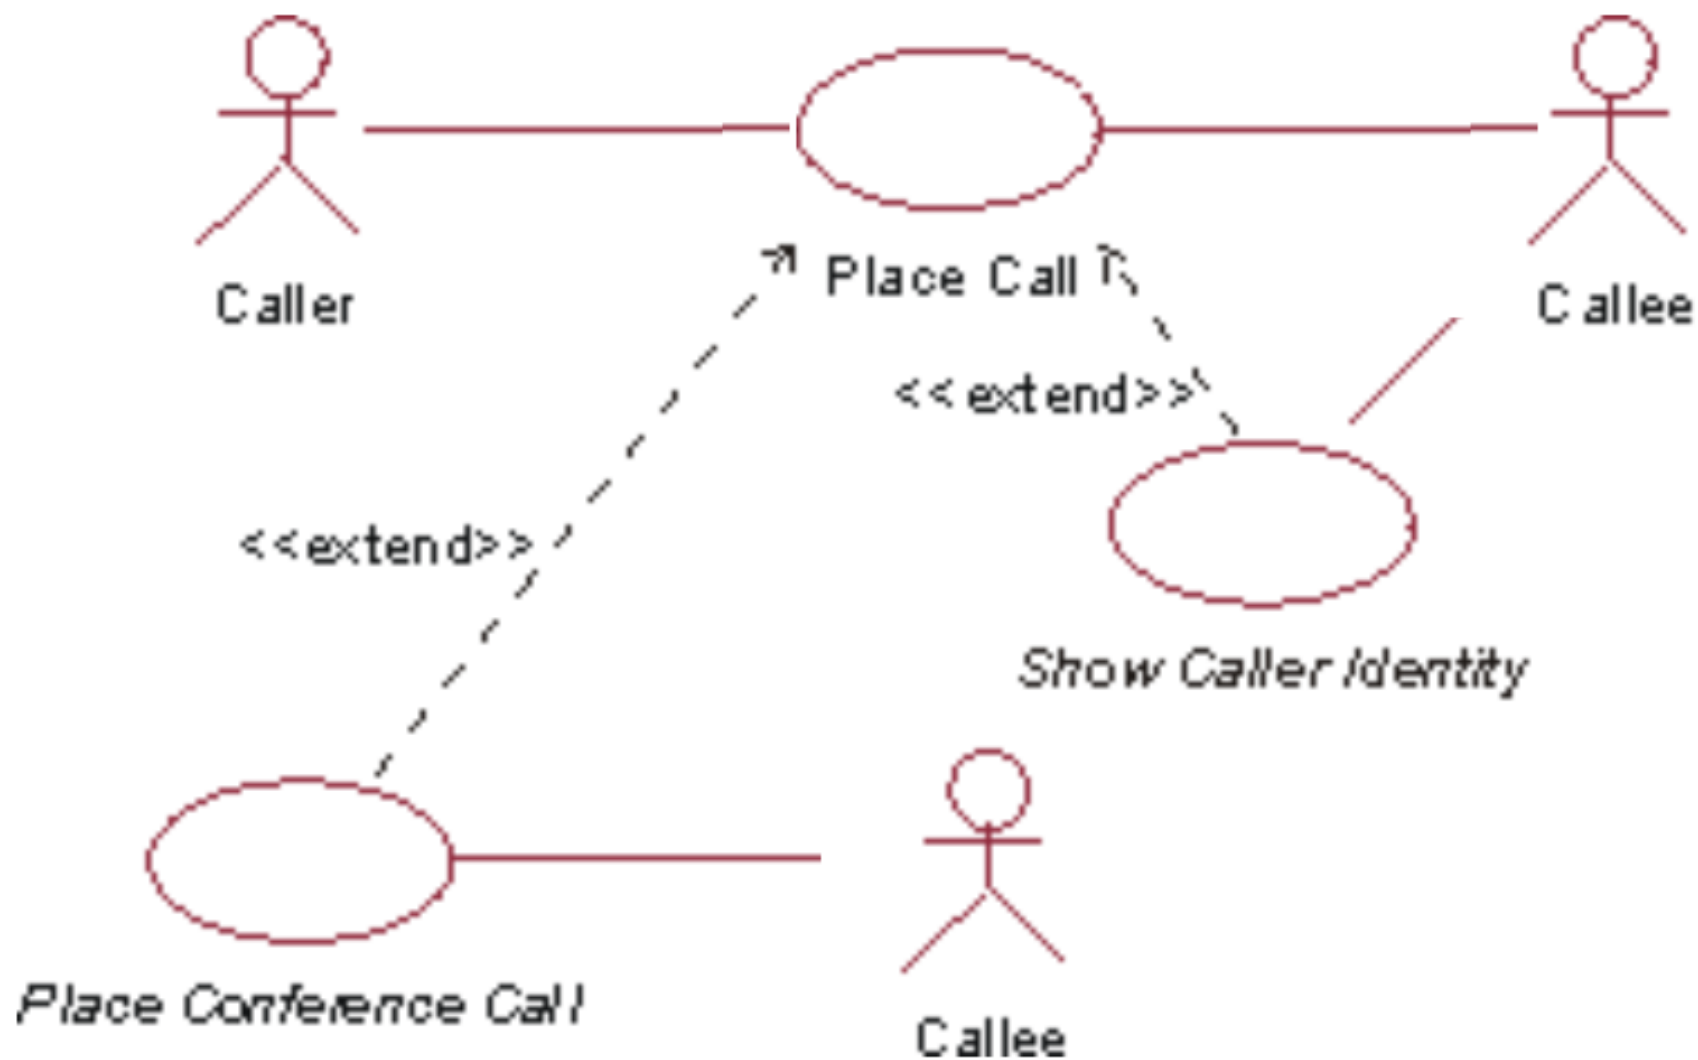 Caller
Place Call
Callee
<<extend>>
<<extend>>
Show Caller Identity
Place Conference Call
Callee